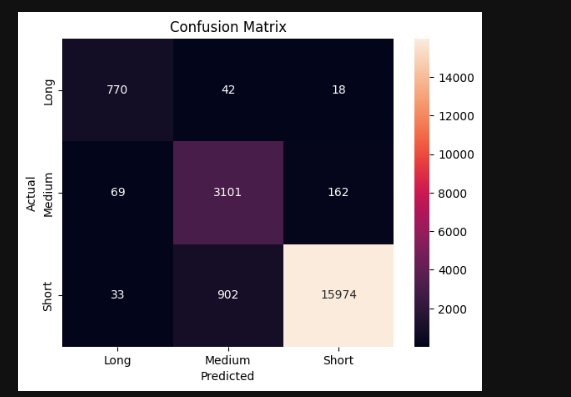 Confusion Matrix
Actual
Long
770
42
18
Medium
69
3101
162
Short
33
902
15974
Long
Medium
Short
Predicted
14000
12000
10000
8000
6000
4000
2000